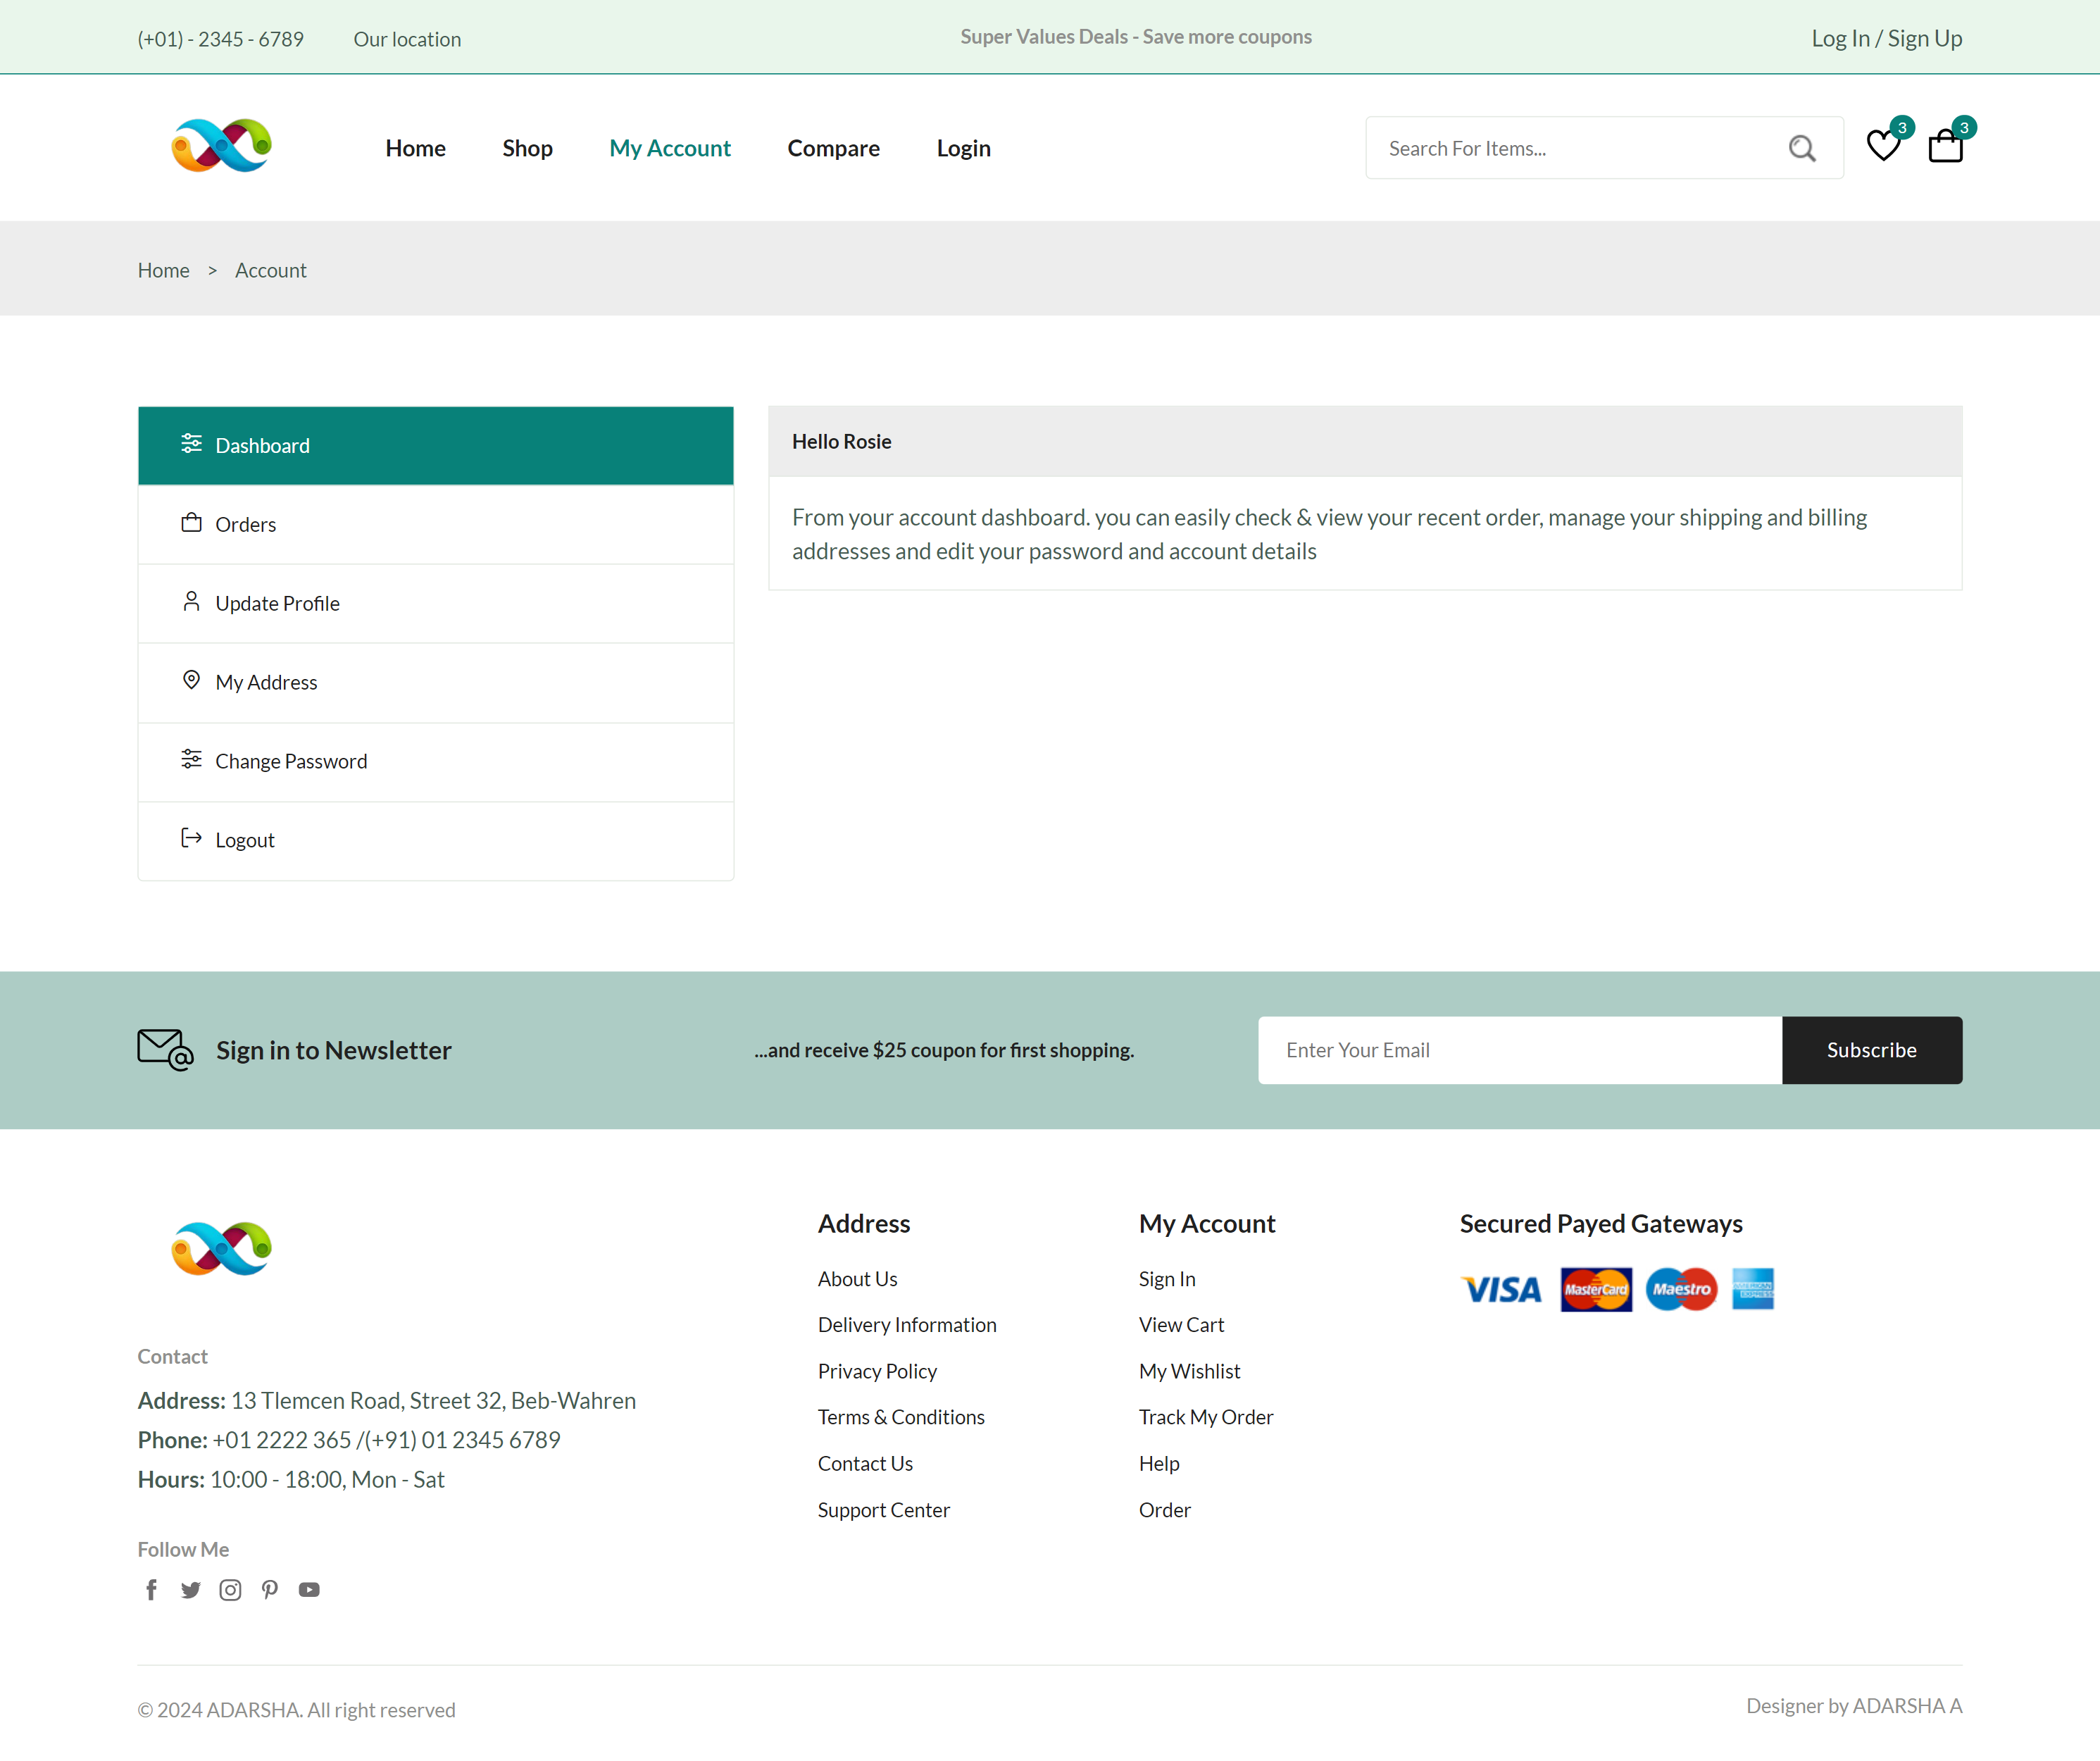 (+01) - 2345 - 6789 Our location Super Values Deals - Save more coupons Log In / Sign Up
Home Shop My Account Compare Login Search For Items... 3 3
Home > Account
Dashboard
Orders
Update Profile
My Address
Change Password
Logout
Hello Rosie
From your account dashboard. you can easily check & view your recent order, manage your shipping and billing
addresses and edit your password and account details
Sign in to Newsletter ...and receive $25 coupon for first shopping. Enter Your Email Subscribe
Contact
Address: 13 Tlemcen Road, Street 32, Beb-Wahren
Phone: +01 2222 365 /(+91) 01 2345 6789
Hours: 10:00 - 18:00, Mon - Sat
Follow Me
Address
About Us
Delivery Information
Privacy Policy
Terms & Conditions
Contact Us
Support Center
My Account
Sign In
View Cart
My Wishlist
Track My Order
Help
Order
Secured Payed Gateways
VISA MasterCard Maestro AMERICAN EXPRESS
© 2024 ADARSHA. All right reserved
Designer by ADARSHA A